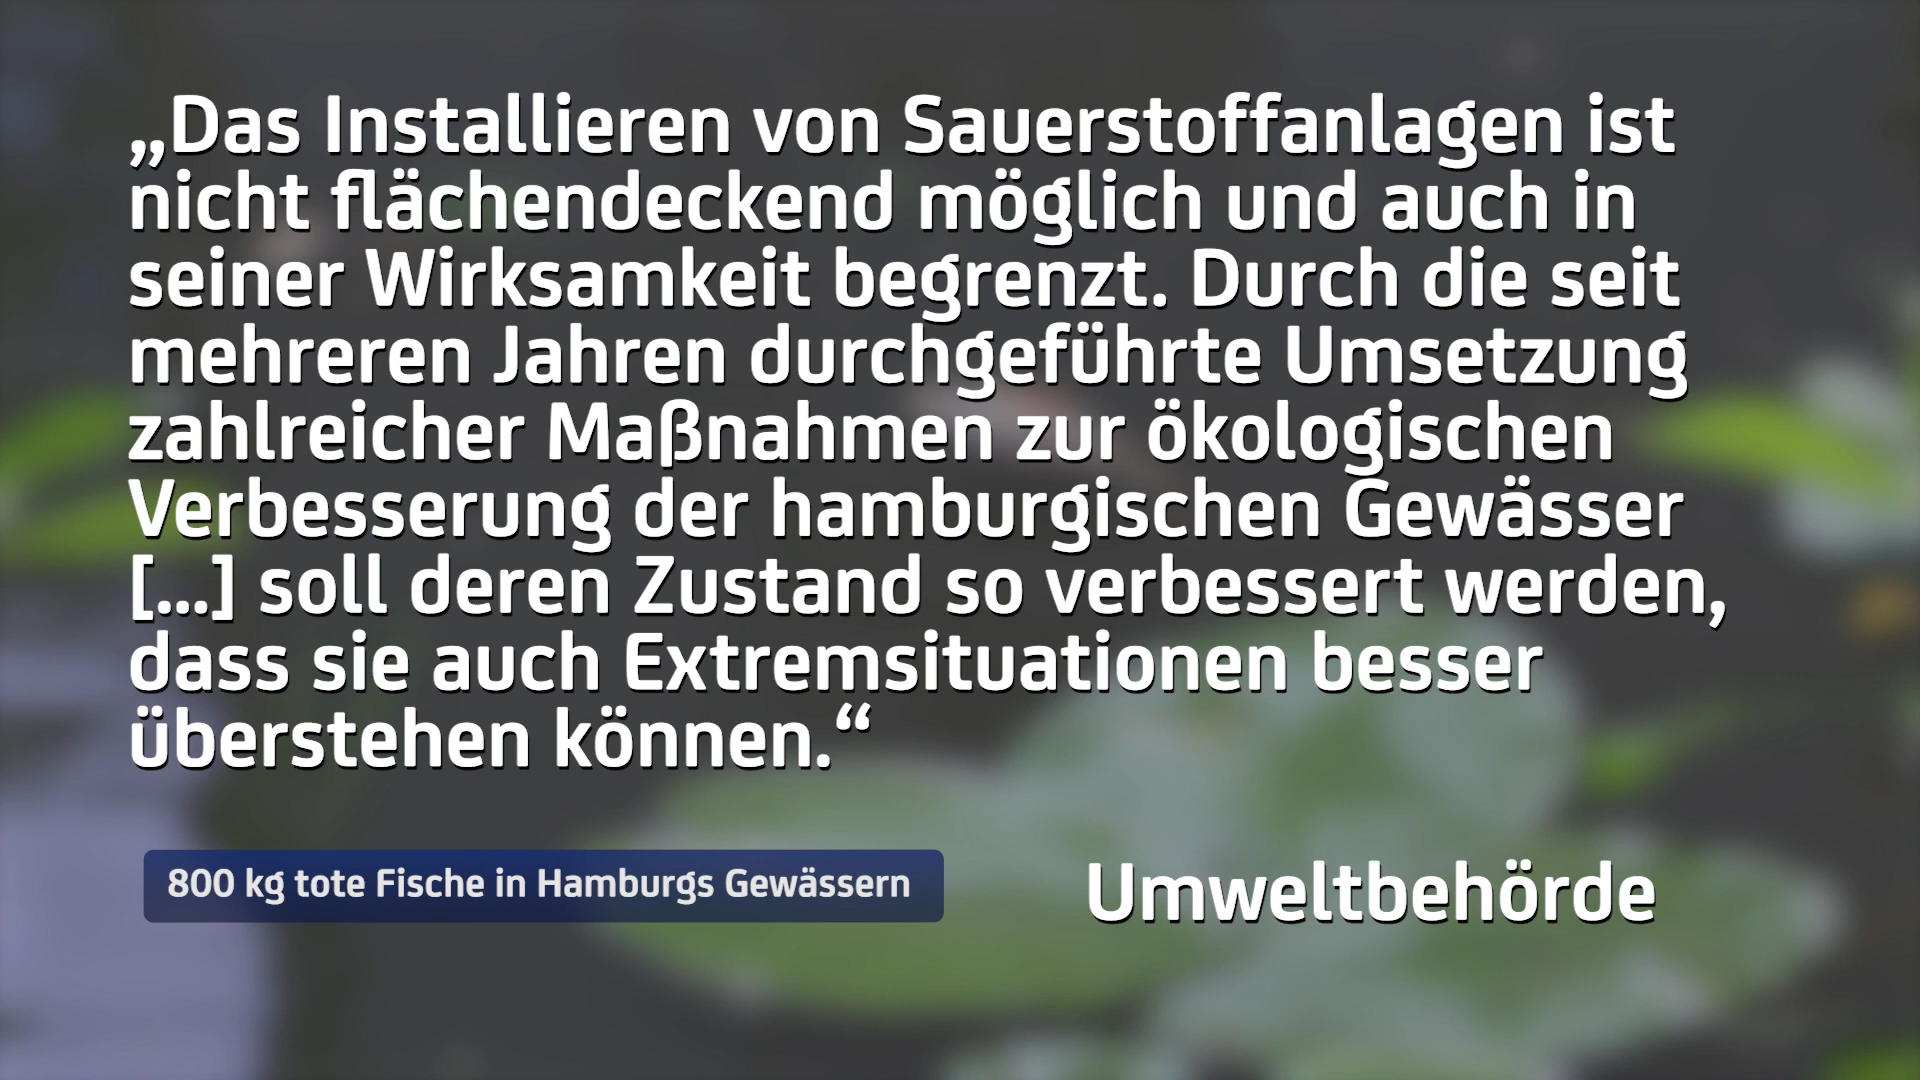 „Das Installieren von Sauerstoffanlagen ist
nicht flächendeckend möglich und auch in
seiner Wirksamkeit begrenzt. Durch die seit
mehreren Jahren durchgeführte Umsetzung
zahlreicher Maßnahmen zur ökologischen
Verbesserung der hamburgischen Gewässer
[...] soll deren Zustand so verbessert werden,
dass sie auch Extremsituationen besser
überstehen können.“
800 kg tote Fische in Hamburgs Gewässern
Umweltbehörde